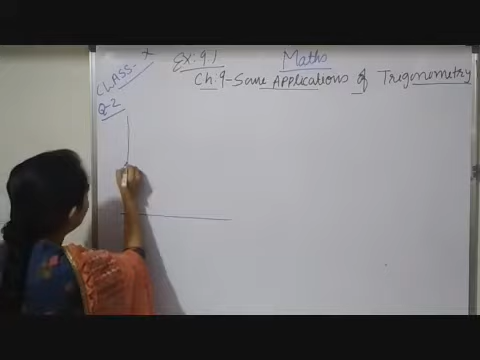 CLASS- X Ex: 9.1 Maths
Ch: 9- Some Applications of Trigonometry
Q-2